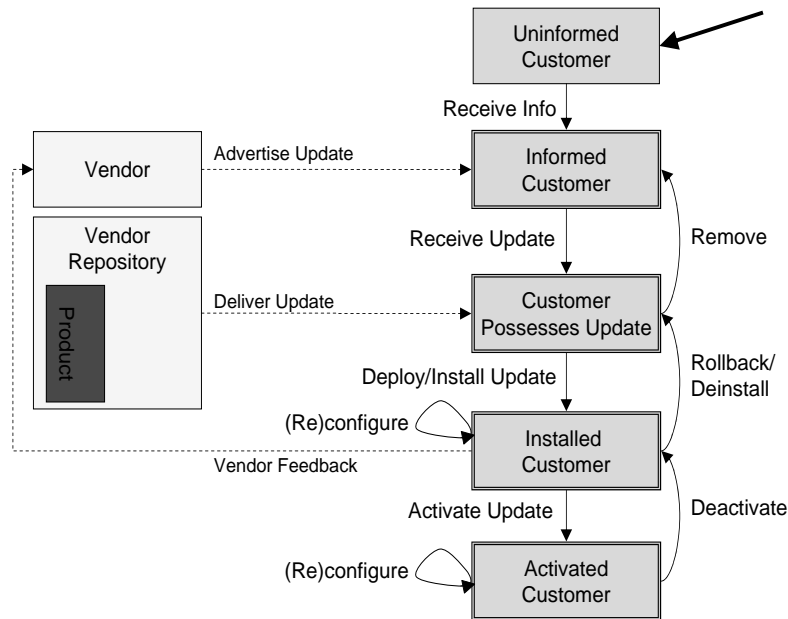 Uninformed
Customer
Receive Info
Vendor
Advertise Update
Informed
Customer
Vendor
Repository
Receive Update
Remove
Product
Deliver Update
Customer
Possesses Update
Deploy/Install Update
Rollback/
Deinstall
(Re)configure
Installed
Customer
Vendor Feedback
Activate Update
Deactivate
(Re)configure
Activated
Customer